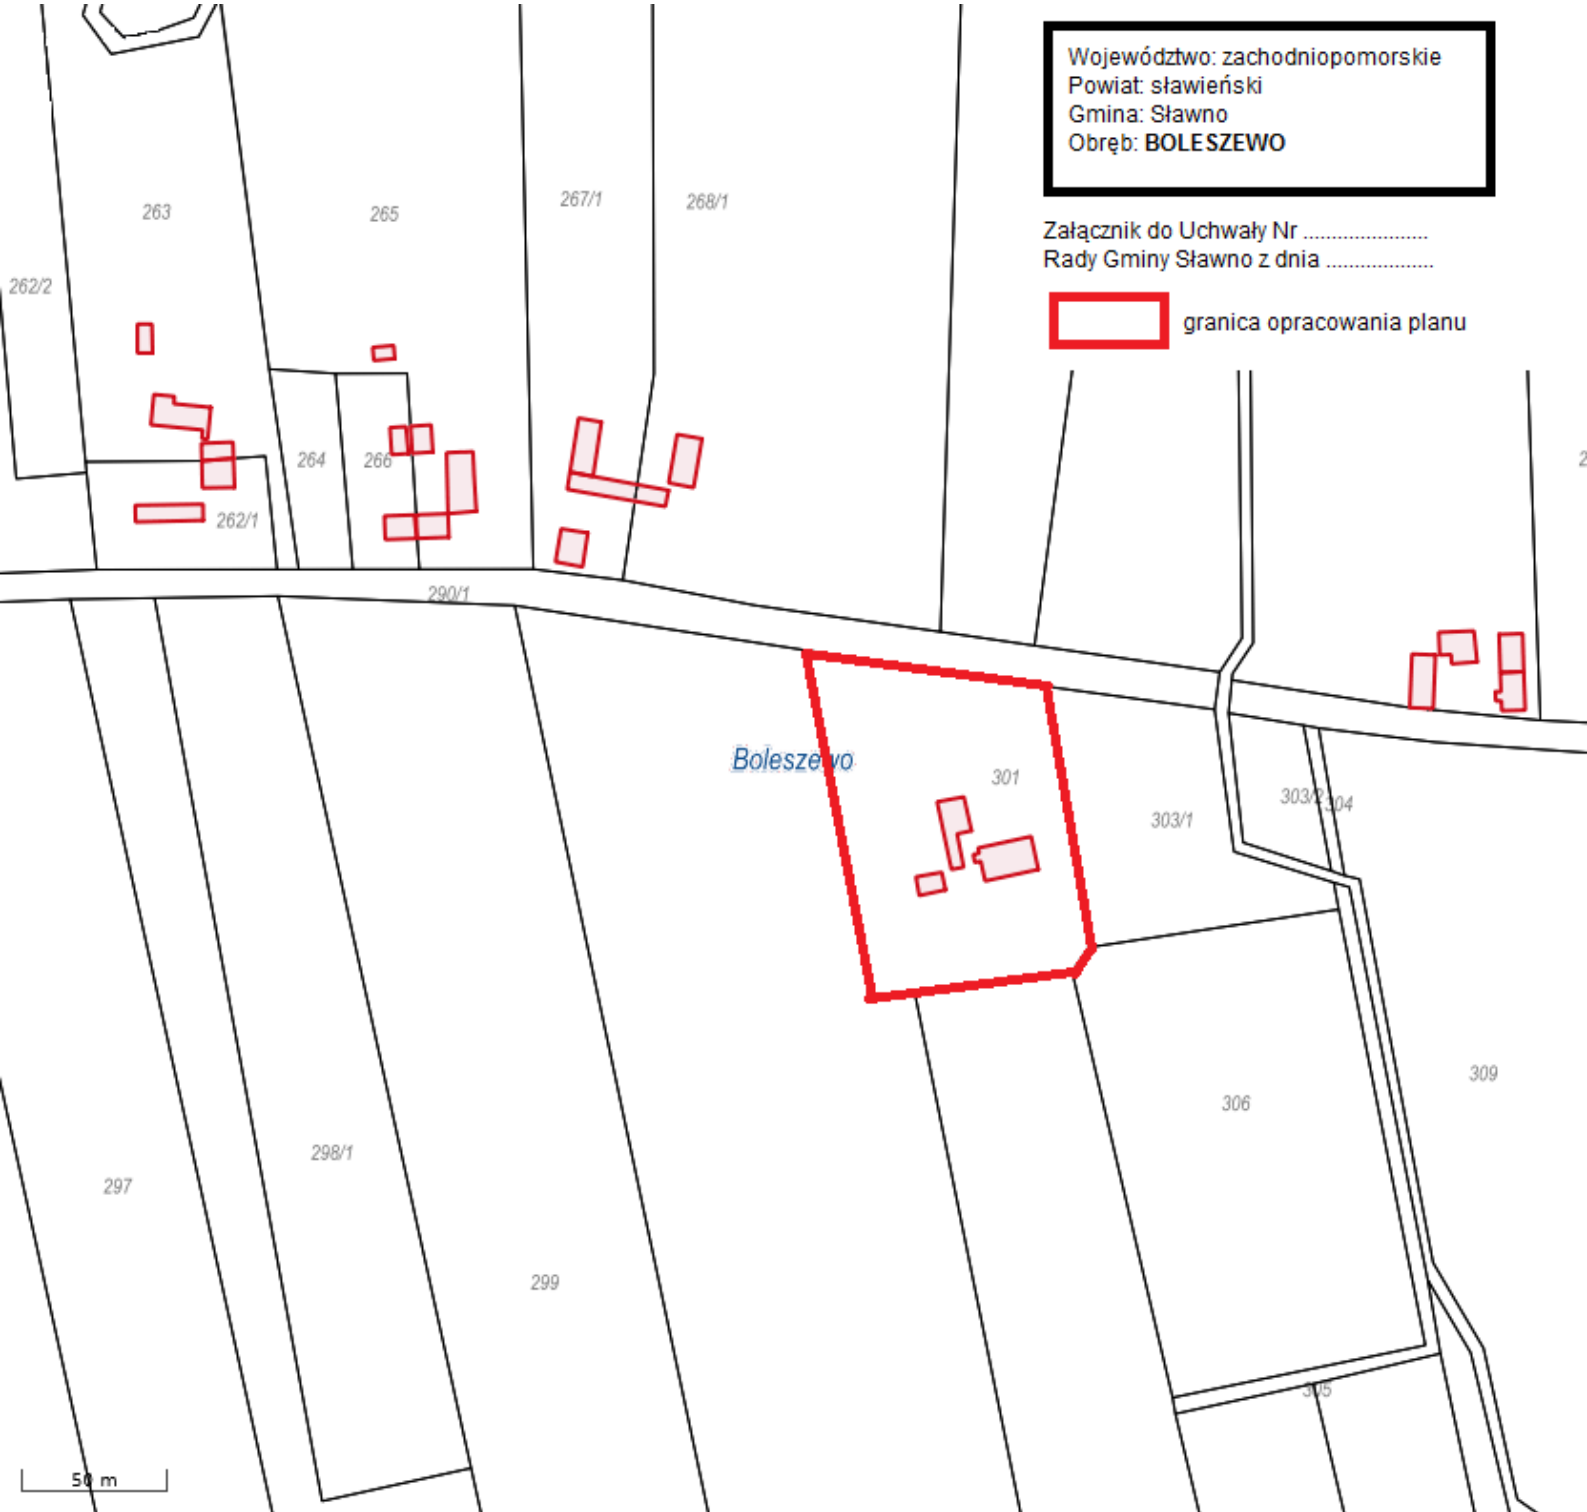 Województwo: zachodniopomorskie
Powiat: sławieński
Gmina: Sławno
Obręb: BOLESZEWO
Załącznik do Uchwały Nr ......................
Rady Gminy Sławno z dnia ...................
granica opracowania planu
263
265
267/1
268/1
262/2
264
266
262/1
290/1
Boleszewo
301
303/1
303/2
304
309
306
298/1
297
299
305
50 m